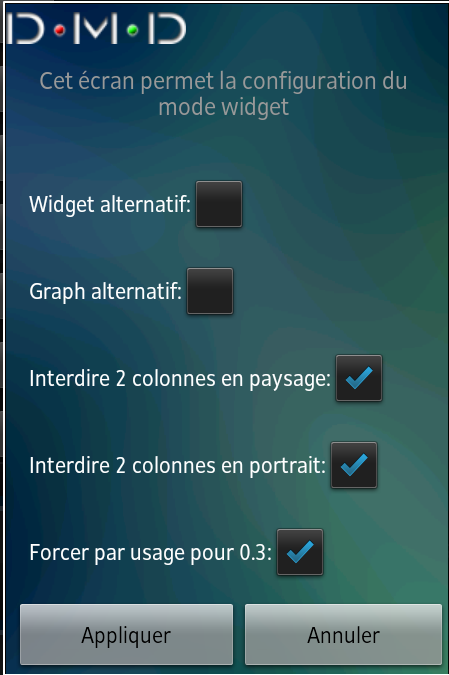 D•M•D
Cet écran permet la configuration du
mode widget
Widget alternatif:
Graph alternatif:
Interdire 2 colonnes en paysage:
Interdire 2 colonnes en portrait:
Forcer par usage pour 0.3:
Appliquer Annuler